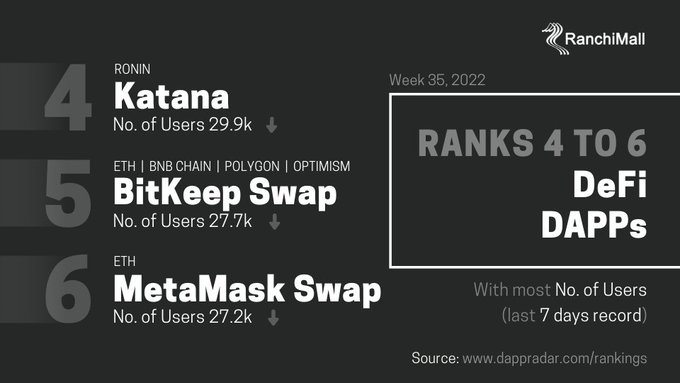 RanchiMall
4
RONIN
Katana
No. of Users 29.9k
5
ETH | BNB CHAIN | POLYGON | OPTIMISM
BitKeep Swap
No. of Users 27.7k
6
ETH
MetaMask Swap
No. of Users 27.2k
Week 35, 2022
RANKS 4 TO 6
DeFi
DAPPs
With most No. of Users
(last 7 days record)
Source: www.dappradar.com/rankings